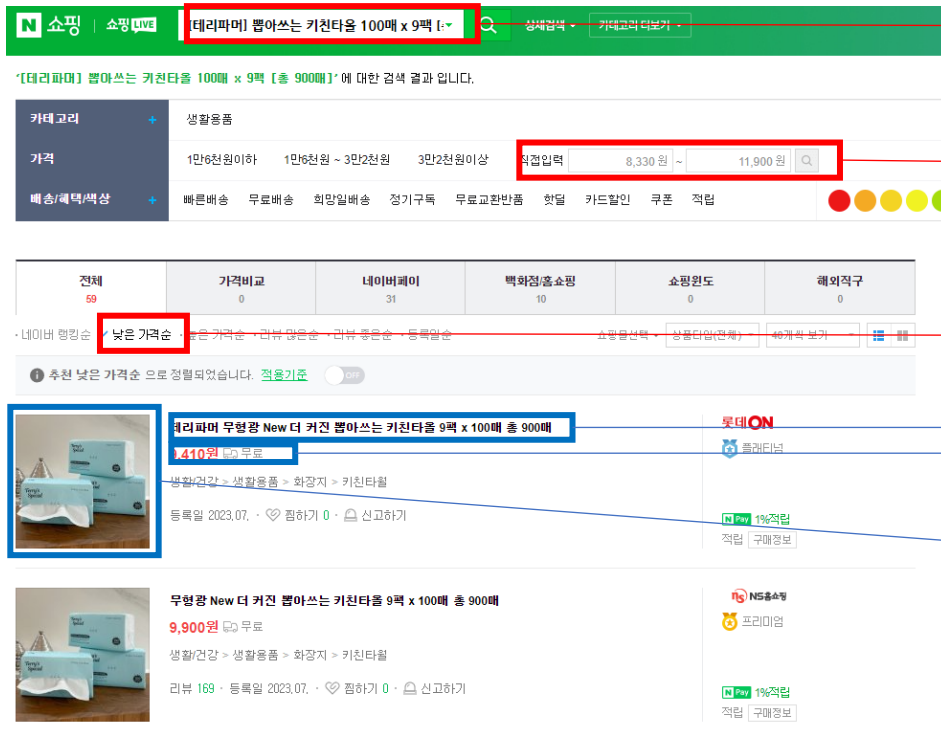 N 쇼핑 쇼핑LIVE [테리파머] 뽑아쓰는 키친타올 100매 x 9팩 [ 상세검색 카테고리 더보기
'[테리파머] 뽑아쓰는 키친타올 100매 x 9팩 [총 900매]' 에 대한 검색 결과 입니다.
카테고리 + 생활용품
가격 1만6천원이하 1만6천원 ~ 3만2천원 3만2천원이상 직접입력 8,330 원 ~ 11,900 원
배송/혜택/색상 + 빠른배송 무료배송 희망일배송 정기구독 무료교환반품 핫딜 카드할인 쿠폰 적립
전체 가격비교 네이버페이 백화점/홈쇼핑 쇼핑윈도 해외직구
59 0 31 10 0 0
네이버 랭킹순 낮은 가격순 높은 가격순 리뷰 많은순 리뷰 좋은순 등록일순 쇼핑몰선택 상품타입(전체) 40개씩 보기
추천 낮은 가격순 으로 정렬되었습니다. 적용기준 OFF
테리파머 무형광 New 더 커진 뽑아쓰는 키친타올 9팩 x 100매 총 900매
9,410원 무료
생활/건강 > 생활용품 > 화장지 > 키친타월
등록일 2023.07. · 찜하기 0 · 신고하기
롯데ON
플래티넘
N Pay 1%적립
적립 구매정보
무형광 New 더 커진 뽑아쓰는 키친타올 9팩 x 100매 총 900매
9,900원 무료
생활/건강 > 생활용품 > 화장지 > 키친타월
리뷰 169 · 등록일 2023.07. · 찜하기 0 · 신고하기
NS홈쇼핑
프리미엄
N Pay 1%적립
적립 구매정보